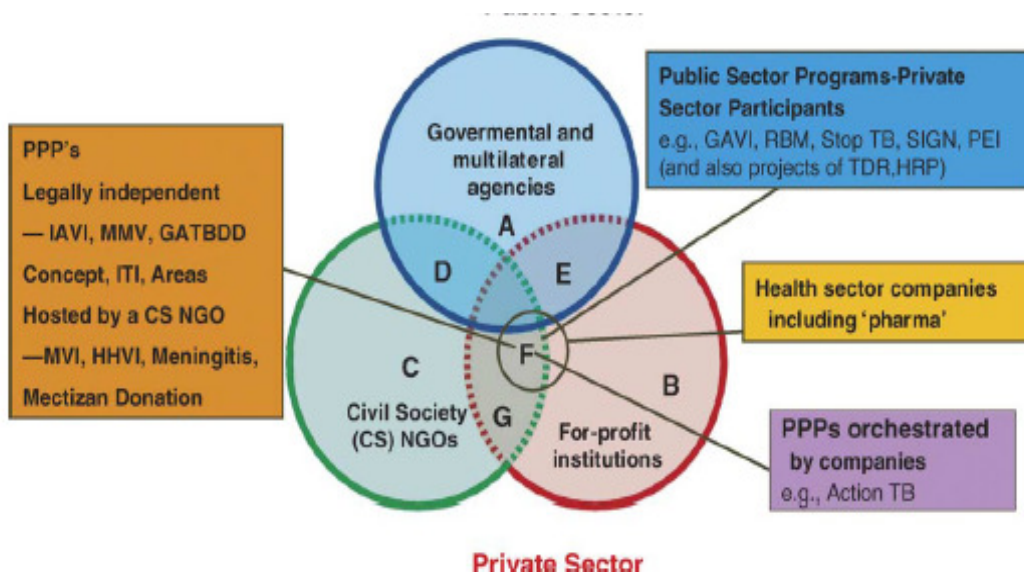 Public Sector
Govermental and
multilateral
agencies
A
D
E
C
Civil Society
(CS) NGOs
G
F
B
For-profit
institutions
PPP's
Legally independent
— IAVI, MMV, GATBDD
Concept, ITI, Areas
Hosted by a CS NGO
—MVI, HHVI, Meningitis,
Mectizan Donation
Public Sector Programs-Private
Sector Participants
e.g., GAVI, RBM, Stop TB, SIGN, PEI
(and also projects of TDR,HRP)
Health sector companies
including 'pharma'
PPPs orchestrated
by companies
e.g., Action TB
Private Sector